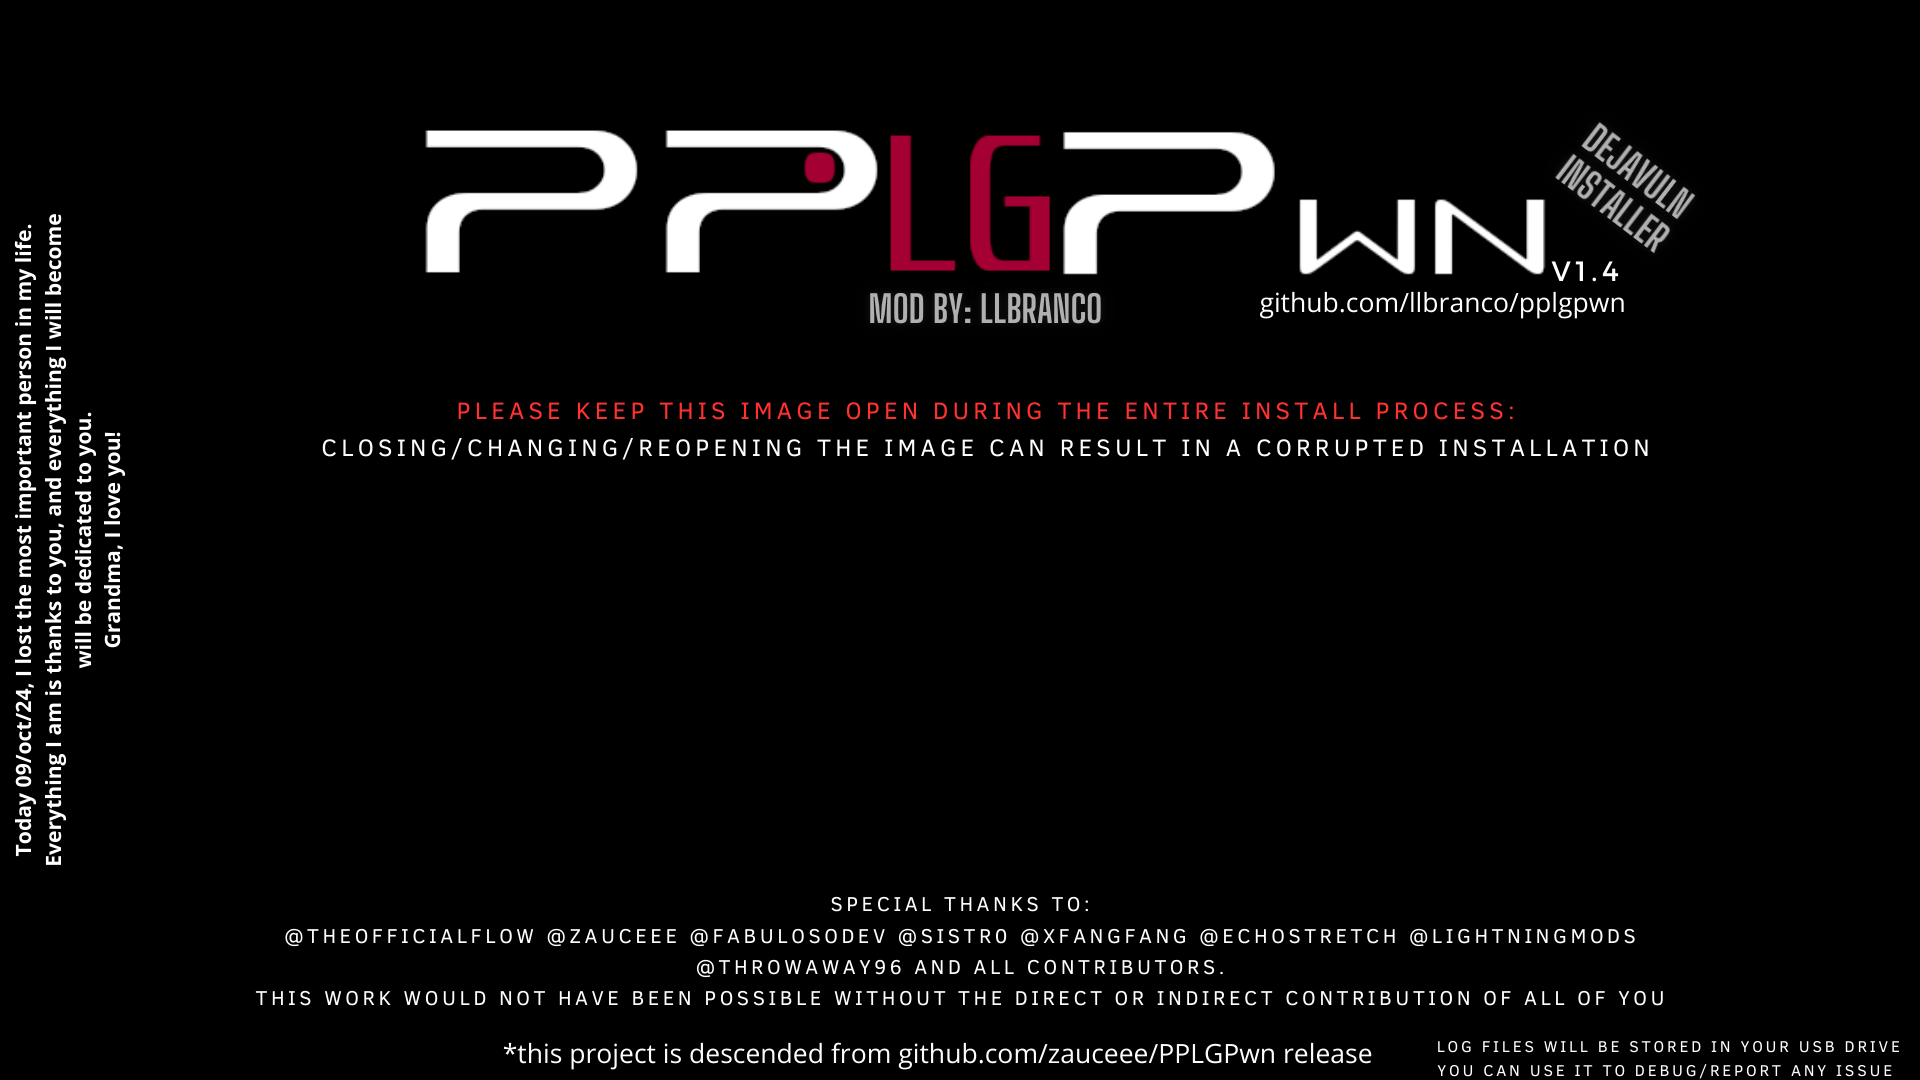 PPLGPwn
DEJAVULN
INSTALLER
V1.4
MOD BY: LLBRANCO
github.com/llbranco/pplgpwn
PLEASE KEEP THIS IMAGE OPEN DURING THE ENTIRE INSTALL PROCESS:
CLOSING/CHANGING/REOPENING THE IMAGE CAN RESULT IN A CORRUPTED INSTALLATION
Today 09/oct/24, I lost the most important person in my life.
Everything I am is thanks to you, and everything I will become
will be dedicated to you.
Grandma, I love you!
SPECIAL THANKS TO:
@THEOFFICIALFLOW @ZAUCEEE @FABULOSODEV @SISTR0 @XFANGFANG @ECHOSTRETCH @LIGHTNINGMODS
@THROWAWAY96 AND ALL CONTRIBUTORS.
THIS WORK WOULD NOT HAVE BEEN POSSIBLE WITHOUT THE DIRECT OR INDIRECT CONTRIBUTION OF ALL OF YOU
*this project is descended from github.com/zauceee/PPLGPwn release
LOG FILES WILL BE STORED IN YOUR USB DRIVE
YOU CAN USE IT TO DEBUG/REPORT ANY ISSUE